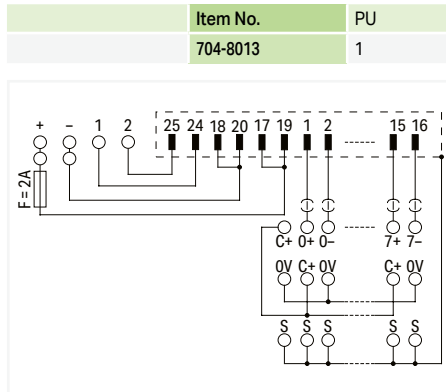 Item No. PU
704-8013 1
+ – 1 2 25 24 18 20 17 19 1 2 15 16
F = 2A
C+ 0+ 0– 7+ 7–
0V C+ 0V C+ 0V
S S S S S